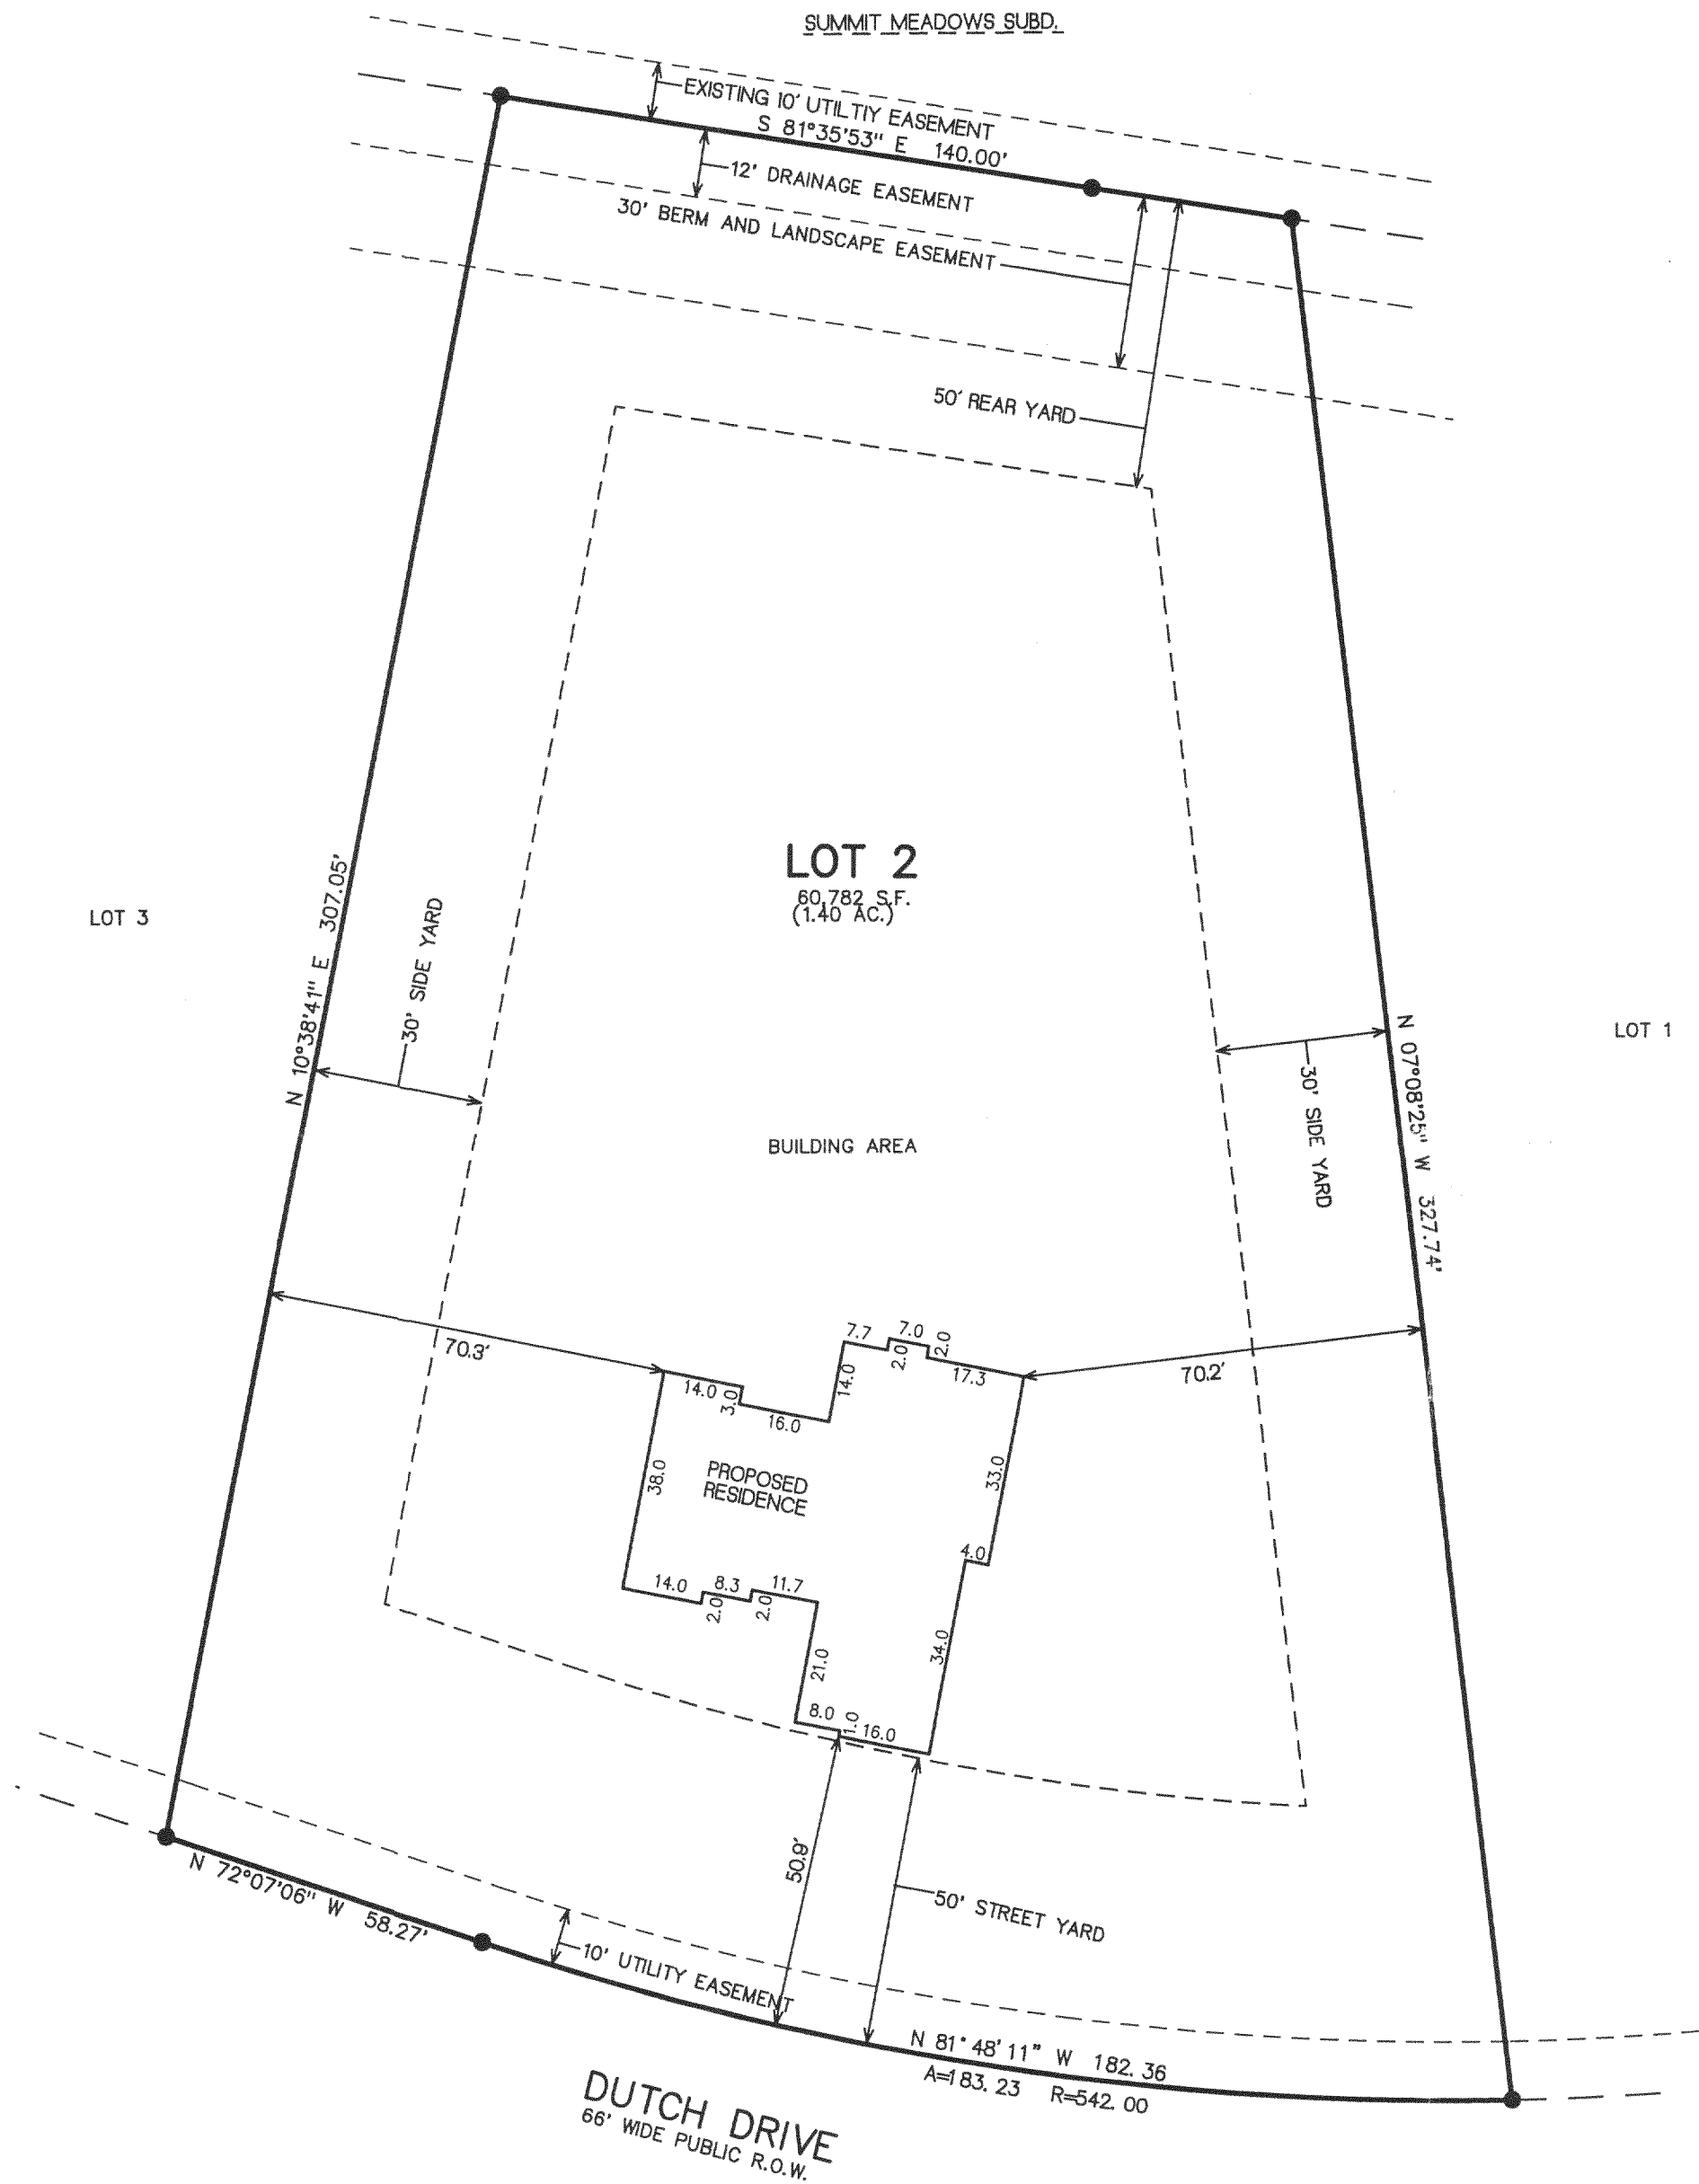 SUMMIT MEADOWS SUBD.
EXISTING 10' UTILTIY EASEMENT
S 81°35'53" E 140.00'
12' DRAINAGE EASEMENT
30' BERM AND LANDSCAPE EASEMENT
50' REAR YARD
LOT 2
60,782 S.F.
(1.40 AC.)
LOT 3
N 10°38'41" E 307.05'
30' SIDE YARD
LOT 1
N 07°08'25" W 327.74'
30' SIDE YARD
BUILDING AREA
70.3'
70.2'
14.0
3.0
16.0
14.0
7.7
2.0
7.0
2.0
17.3
38.0
PROPOSED
RESIDENCE
33.0
4.0
14.0
2.0
8.3
2.0
11.7
21.0
34.0
8.0
1.0
16.0
50.9'
50' STREET YARD
N 72°07'06" W 58.27'
10' UTILITY EASEMENT
N 81°48'11" W 182.36
A=183.23 R=542.00
DUTCH DRIVE
66' WIDE PUBLIC R.O.W.